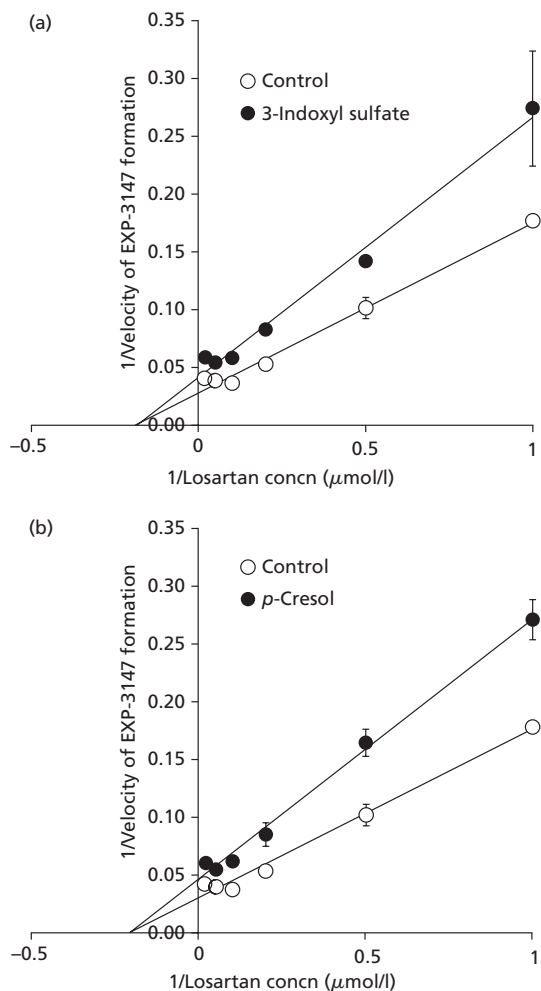 (a)
0.35
0.30
0.25
0.20
0.15
0.10
0.05
0.00
1/Velocity of EXP-3147 formation
Control
3-Indoxyl sulfate
−0.5
0
0.5
1
1/Losartan concn (μmol/l)
(b)
0.35
0.30
0.25
0.20
0.15
0.10
0.05
0.00
1/Velocity of EXP-3147 formation
Control
p-Cresol
−0.5
0
0.5
1
1/Losartan concn (μmol/l)